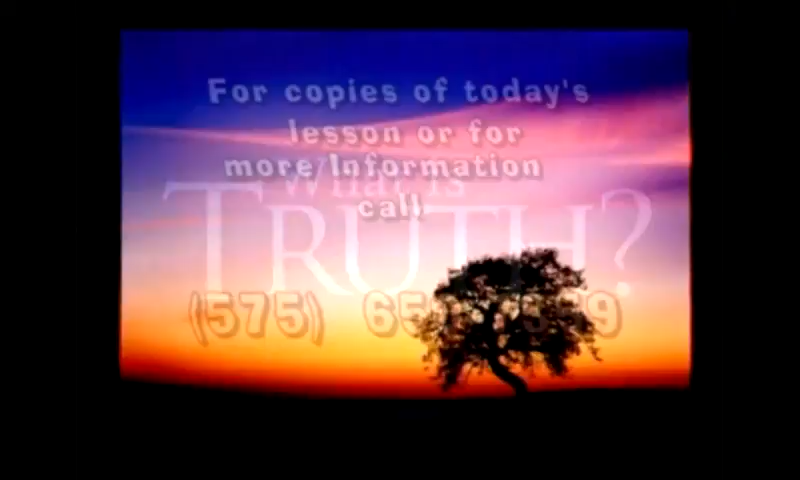 For copies of today's
lesson or for
more Information
call
What is
TRUTH?
(575)